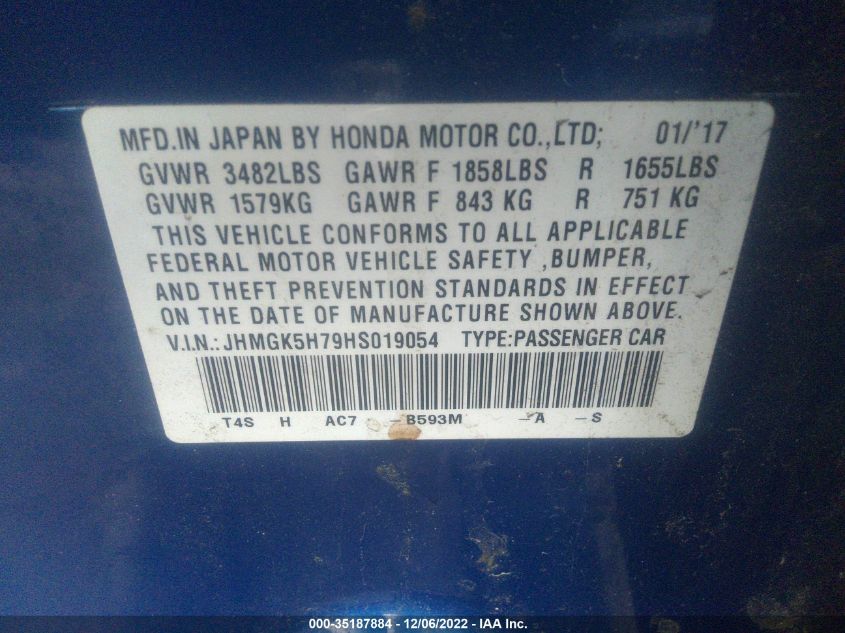 MFD.IN JAPAN BY HONDA MOTOR CO.,LTD; 01/'17
GVWR 3482LBS GAWR F 1858LBS R 1655LBS
GVWR 1579KG GAWR F 843 KG R 751 KG
THIS VEHICLE CONFORMS TO ALL APPLICABLE
FEDERAL MOTOR VEHICLE SAFETY ,BUMPER,
AND THEFT PREVENTION STANDARDS IN EFFECT
ON THE DATE OF MANUFACTURE SHOWN ABOVE.
V.I.N.: JHMGK5H79HS019054 TYPE:PASSENGER CAR
T4S H AC7 -B593M -A -S
000-35187884 - 12/06/2022 - IAA Inc.